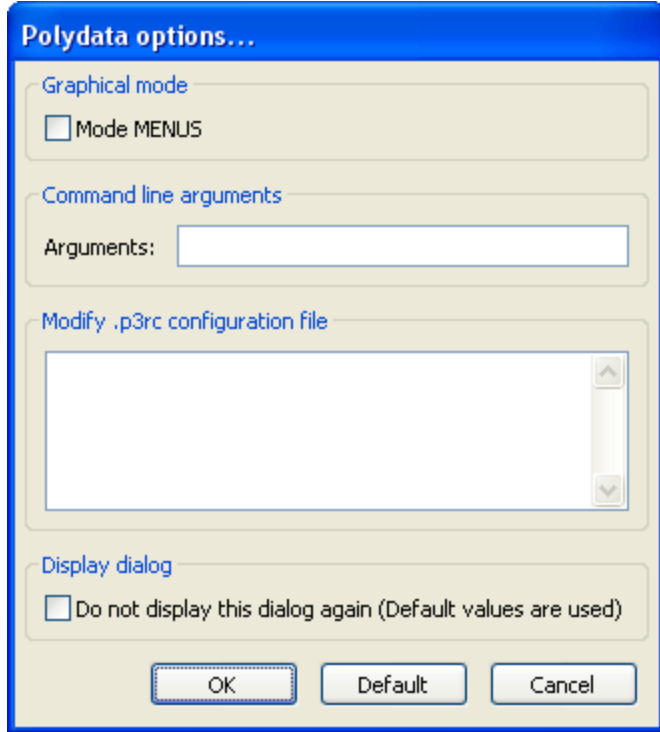 Polydata options...
Graphical mode
Mode MENUS
Command line arguments
Arguments:
Modify .p3rc configuration file
Display dialog
Do not display this dialog again (Default values are used)
OK Default Cancel